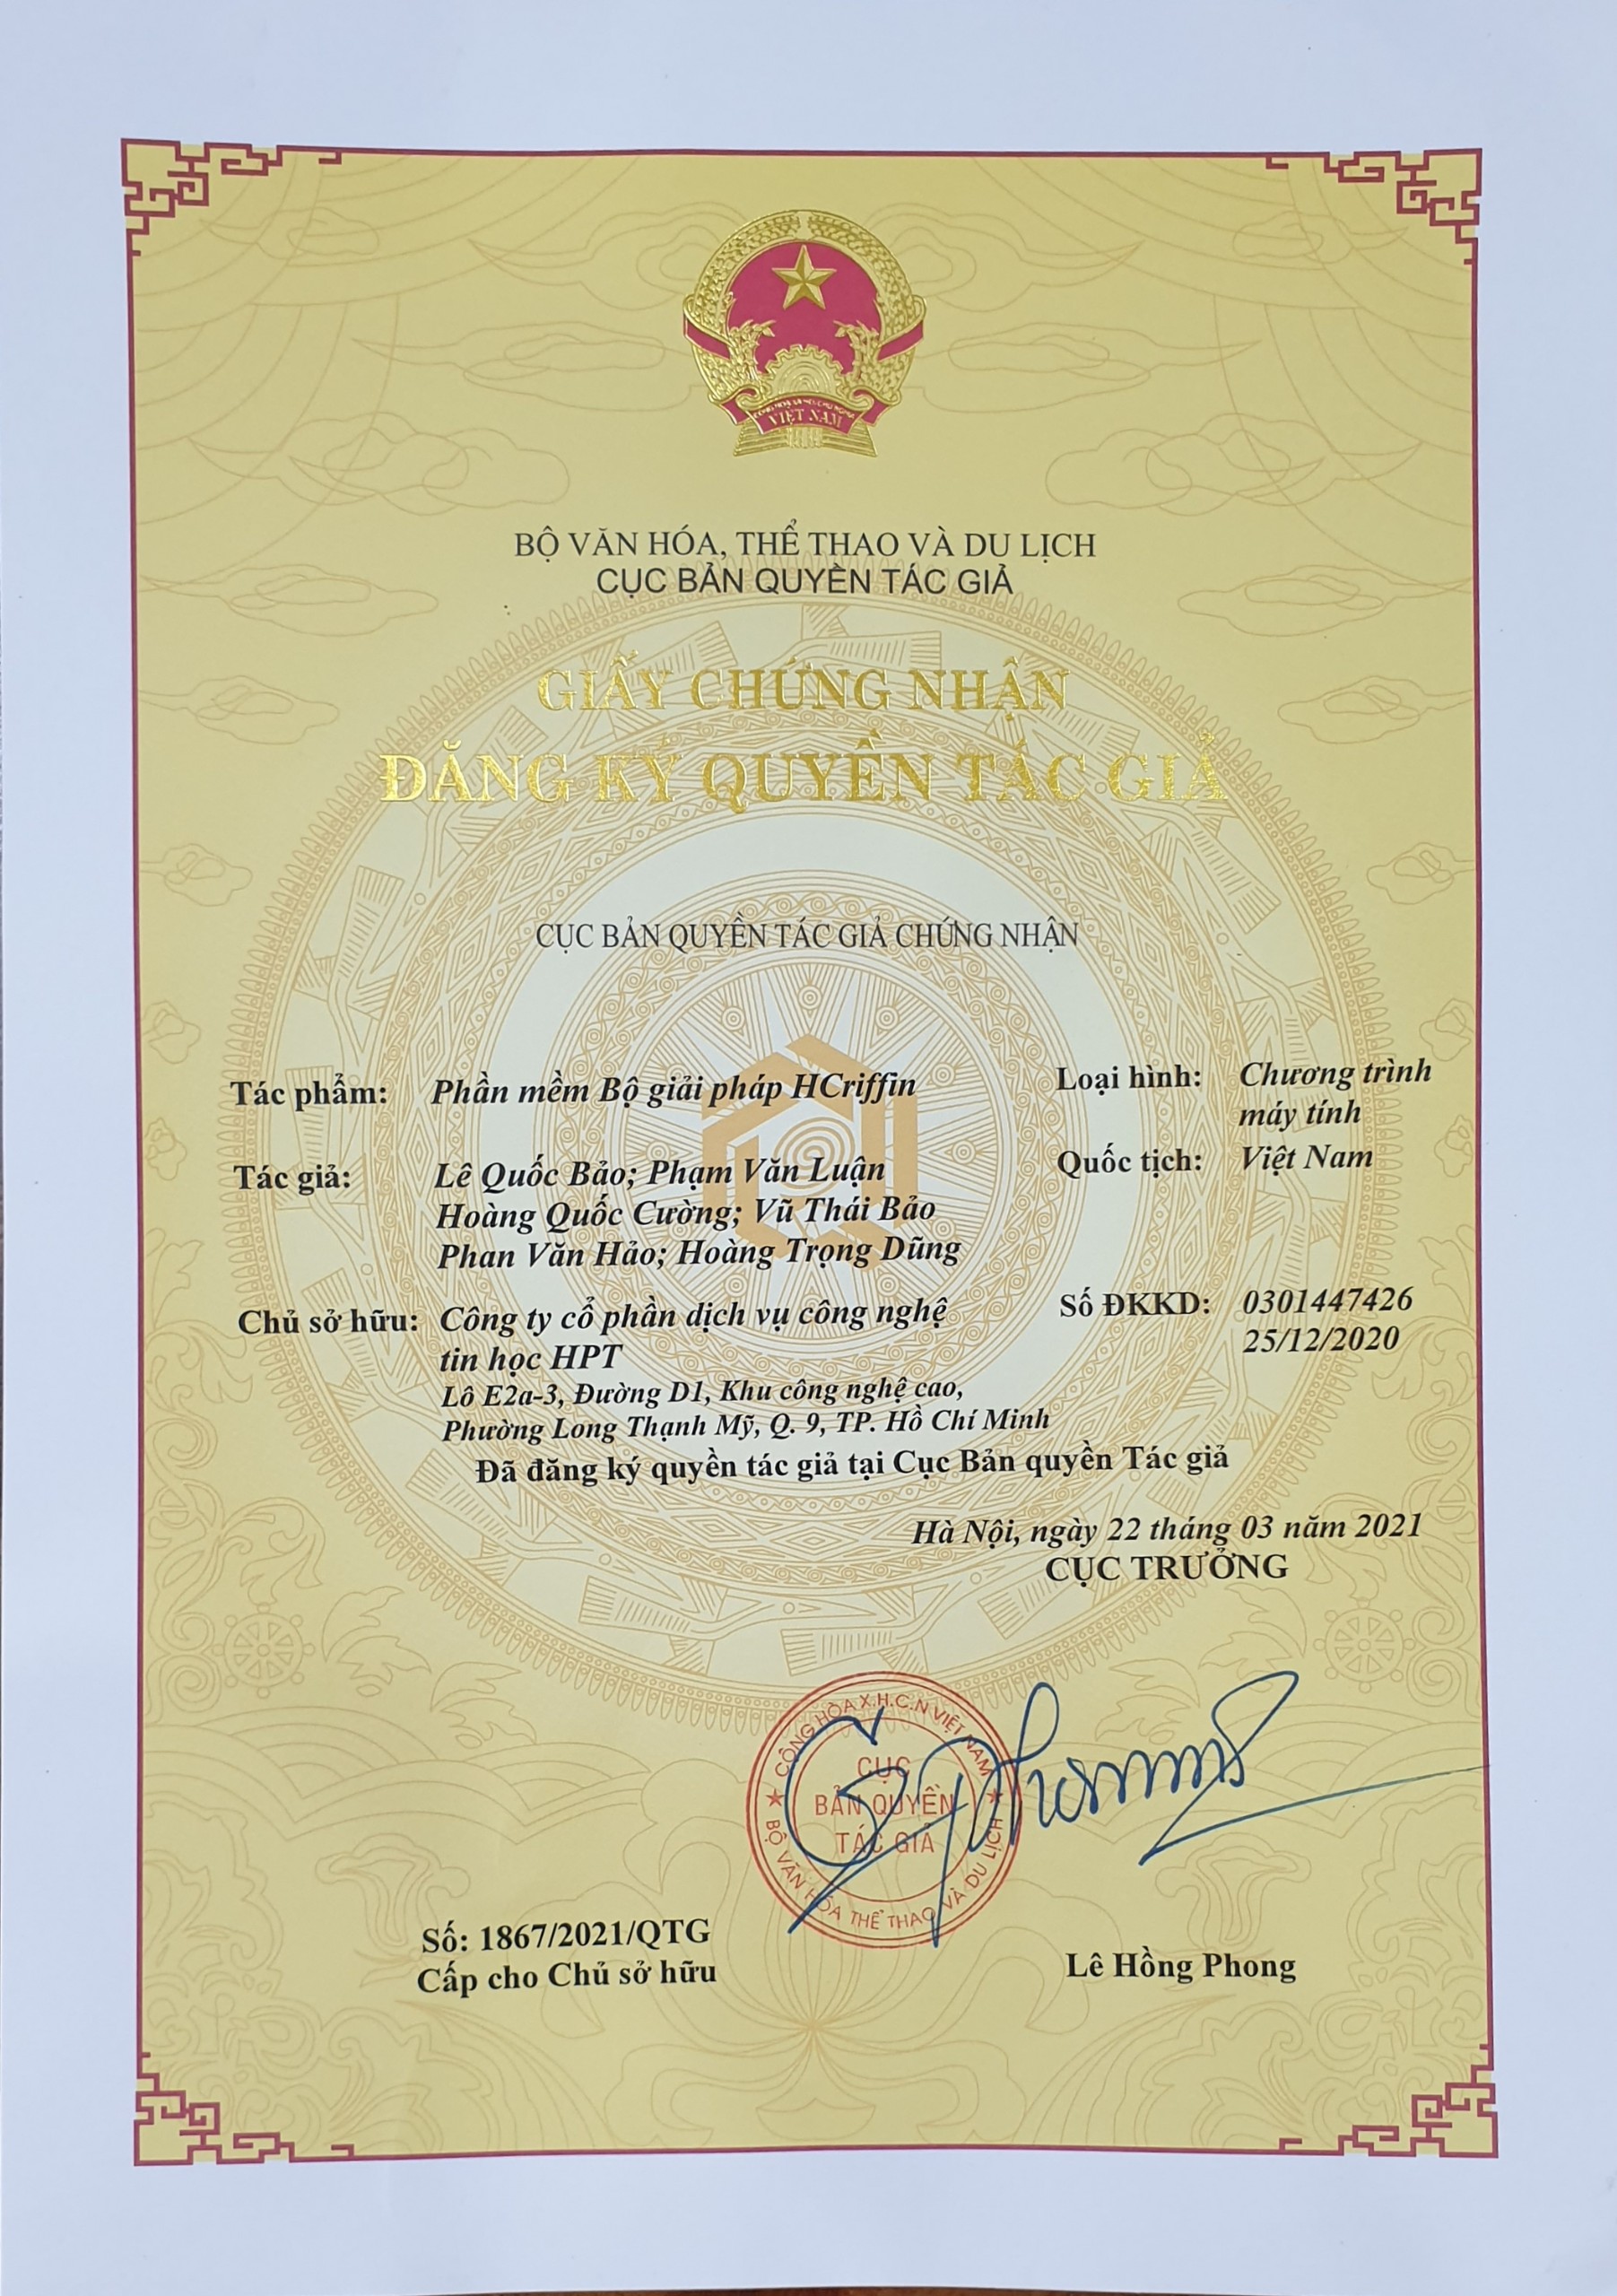 CỘNG HÒA XÃ HỘI CHỦ NGHĨA
VIỆT NAM
BỘ VĂN HÓA, THỂ THAO VÀ DU LỊCH
CỤC BẢN QUYỀN TÁC GIẢ
GIẤY CHỨNG NHẬN
ĐĂNG KÝ QUYỀN TÁC GIẢ
CỤC BẢN QUYỀN TÁC GIẢ CHỨNG NHẬN
Tác phẩm: Phần mềm Bộ giải pháp HCriffin
Loại hình: Chương trình
máy tính
Tác giả: Lê Quốc Bảo; Phạm Văn Luận
Hoàng Quốc Cường; Vũ Thái Bảo
Phan Văn Hảo; Hoàng Trọng Dũng
Quốc tịch: Việt Nam
Chủ sở hữu: Công ty cổ phần dịch vụ công nghệ
tin học HPT
Số ĐKKD: 0301447426
25/12/2020
Lô E2a-3, Đường D1, Khu công nghệ cao,
Phường Long Thạnh Mỹ, Q. 9, TP. Hồ Chí Minh
Đã đăng ký quyền tác giả tại Cục Bản quyền Tác giả
Hà Nội, ngày 22 tháng 03 năm 2021
CỤC TRƯỞNG
CỘNG HÒA X.H.C.N VIỆT NAM
CỤC
BẢN QUYỀN
TÁC GIẢ
BỘ VĂN HÓA THỂ THAO VÀ DU LỊCH
Số: 1867/2021/QTG
Cấp cho Chủ sở hữu
Lê Hồng Phong